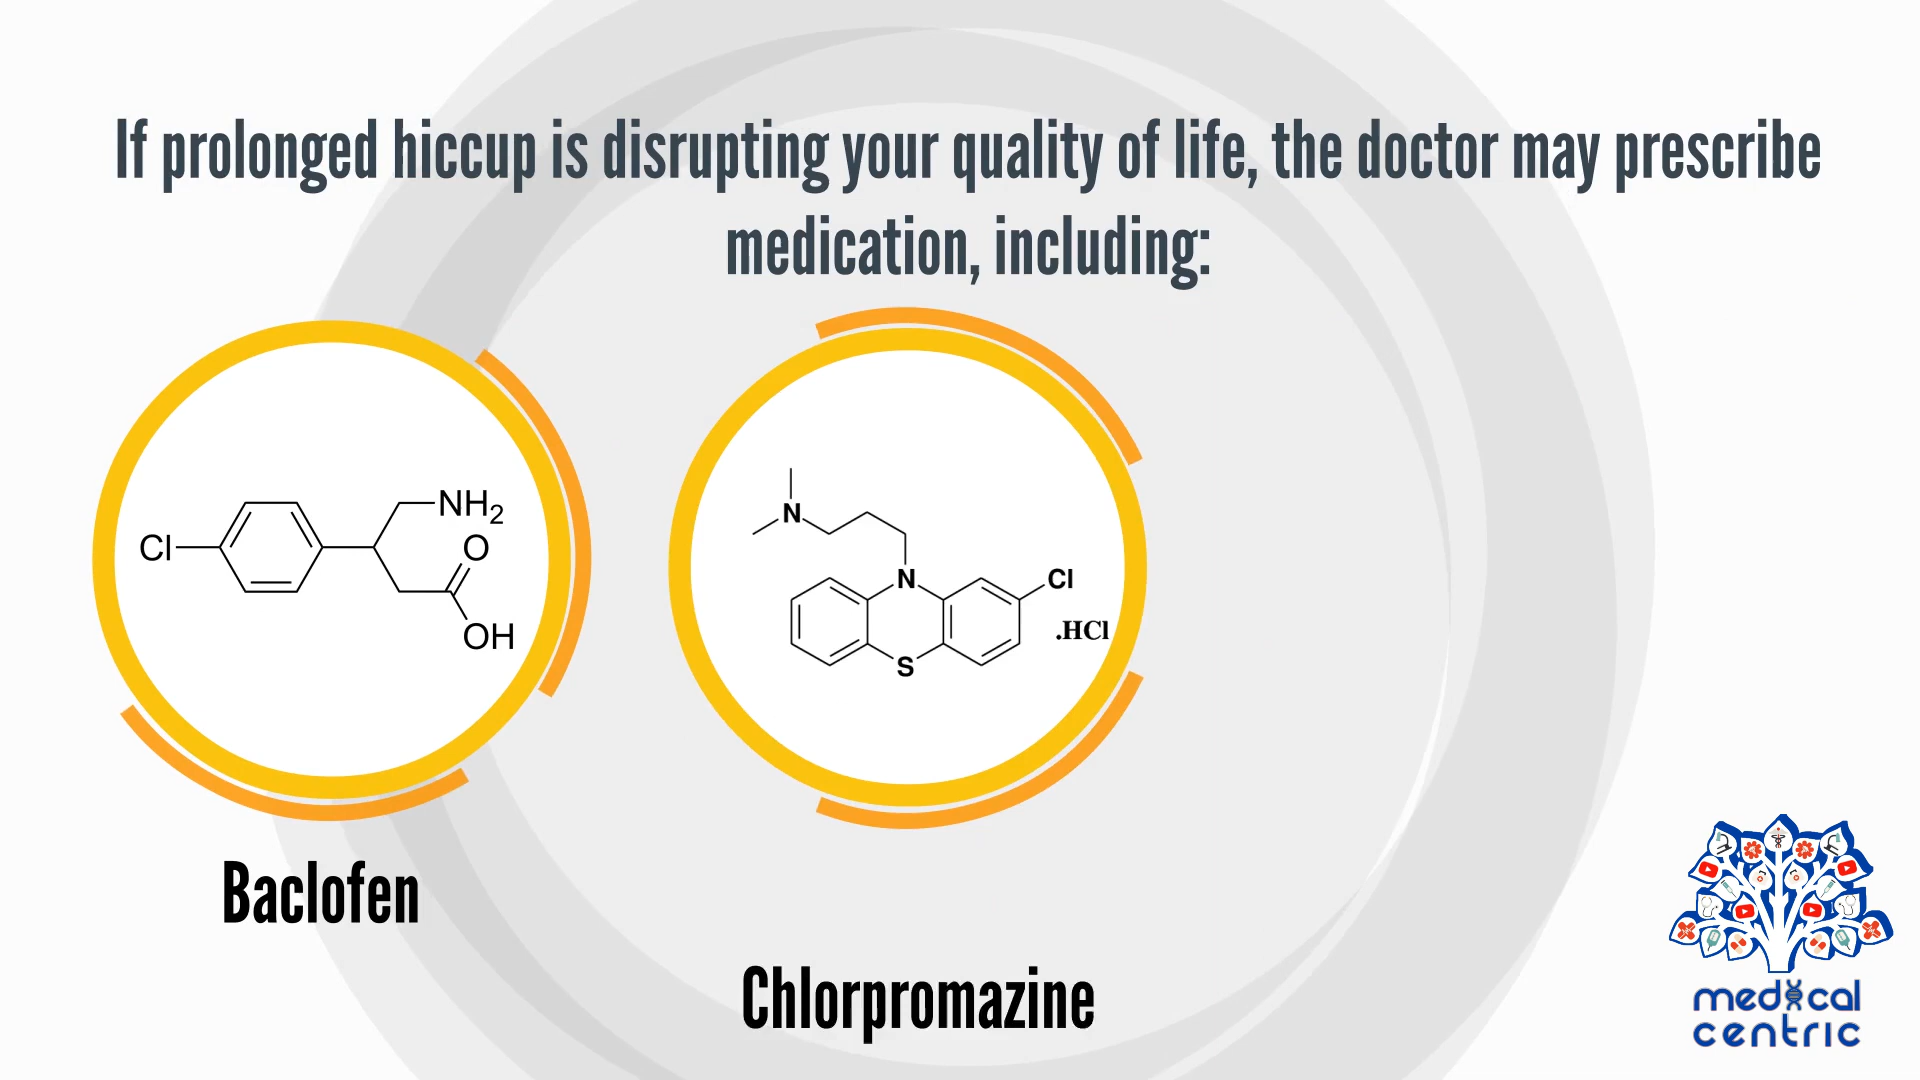 If prolonged hiccup is disrupting your quality of life, the doctor may prescribe
medication, including:
Cl
NH2
O
OH
N
N
Cl
.HCl
S
Baclofen
Chlorpromazine
medical
centric